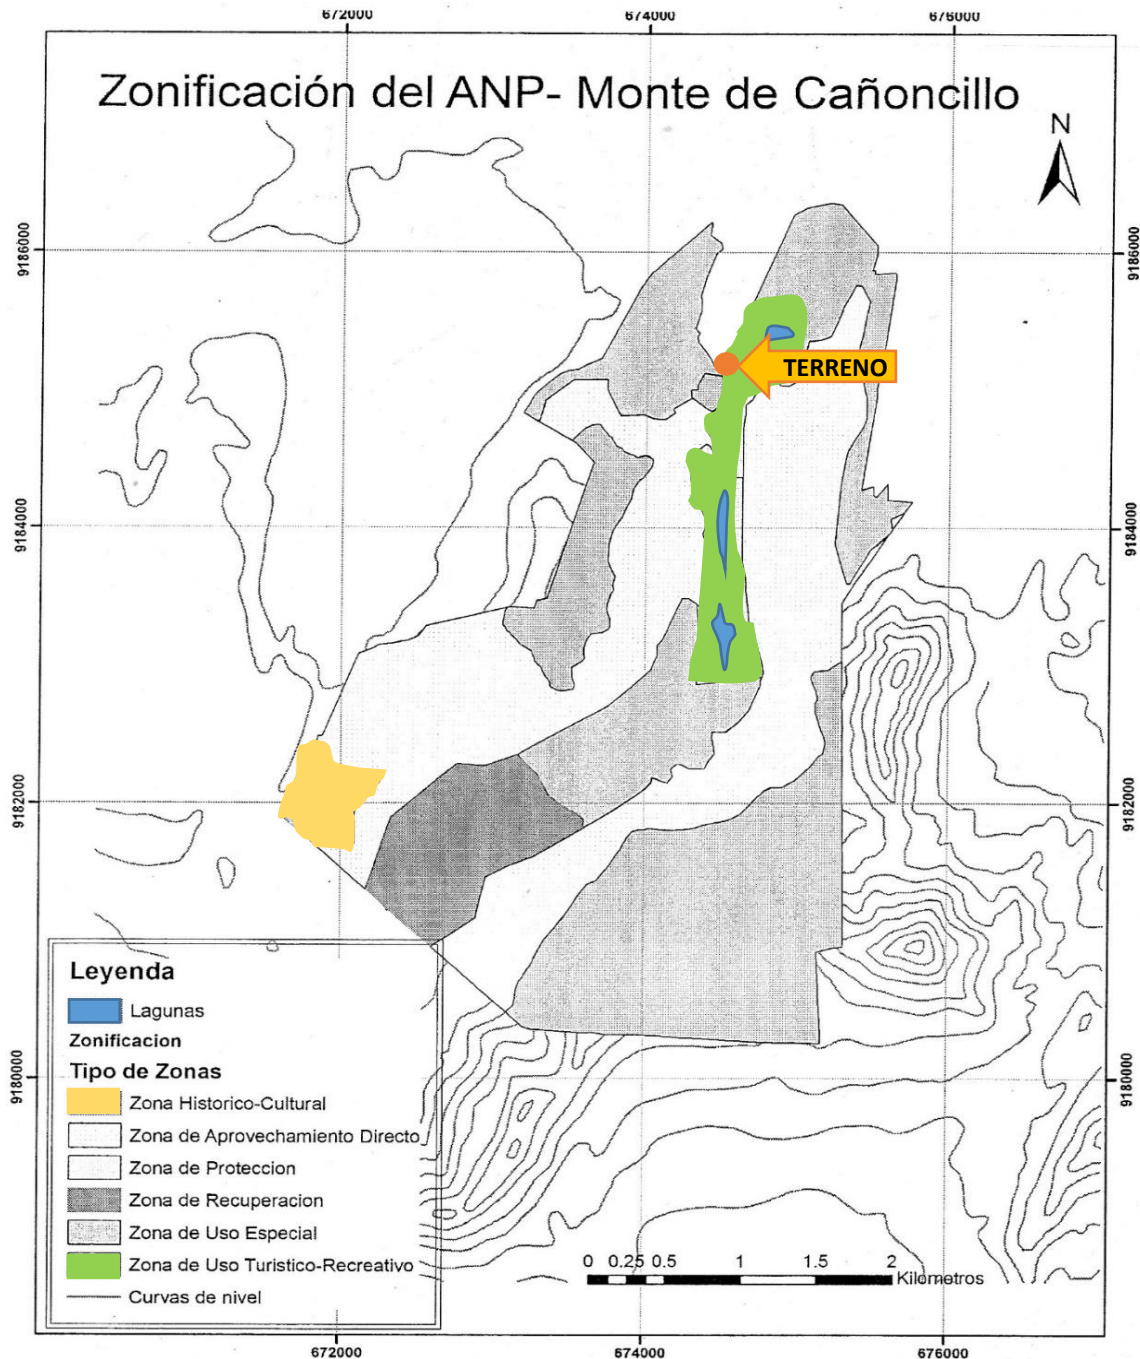 672000
674000
676000
Zonificación del ANP- Monte de Cañoncillo
N
9186000
9186000
TERRENO
9184000
9184000
9182000
9182000
Leyenda
Lagunas
Zonificacion
Tipo de Zonas
Zona Historico-Cultural
Zona de Aprovechamiento Directo
Zona de Proteccion
Zona de Recuperacion
Zona de Uso Especial
Zona de Uso Turistico-Recreativo
Curvas de nivel
9180000
9180000
0 0.25 0.5 1 1.5 2
Kilometros
672000
674000
676000